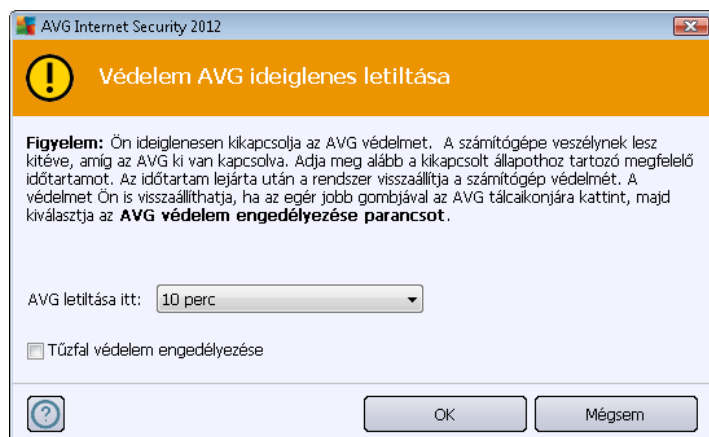 AVG Internet Security 2012
Védelem AVG ideiglenes letiltása
Figyelem: Ön ideiglenesen kikapcsolja az AVG védelmet. A számítógépe veszélynek lesz
kitéve, amíg az AVG ki van kapcsolva. Adja meg alább a kikapcsolt állapothoz tartozó megfelelő
időtartamot. Az időtartam lejárta után a rendszer visszaállítja a számítógép védelmét. A
védelmet Ön is visszaállíthatja, ha az egér jobb gombjával az AVG tálcaikonjára kattint, majd
kiválasztja az AVG védelem engedélyezése parancsot.
AVG letiltása itt: 10 perc
Tűzfal védelem engedélyezése
OK Mégsem